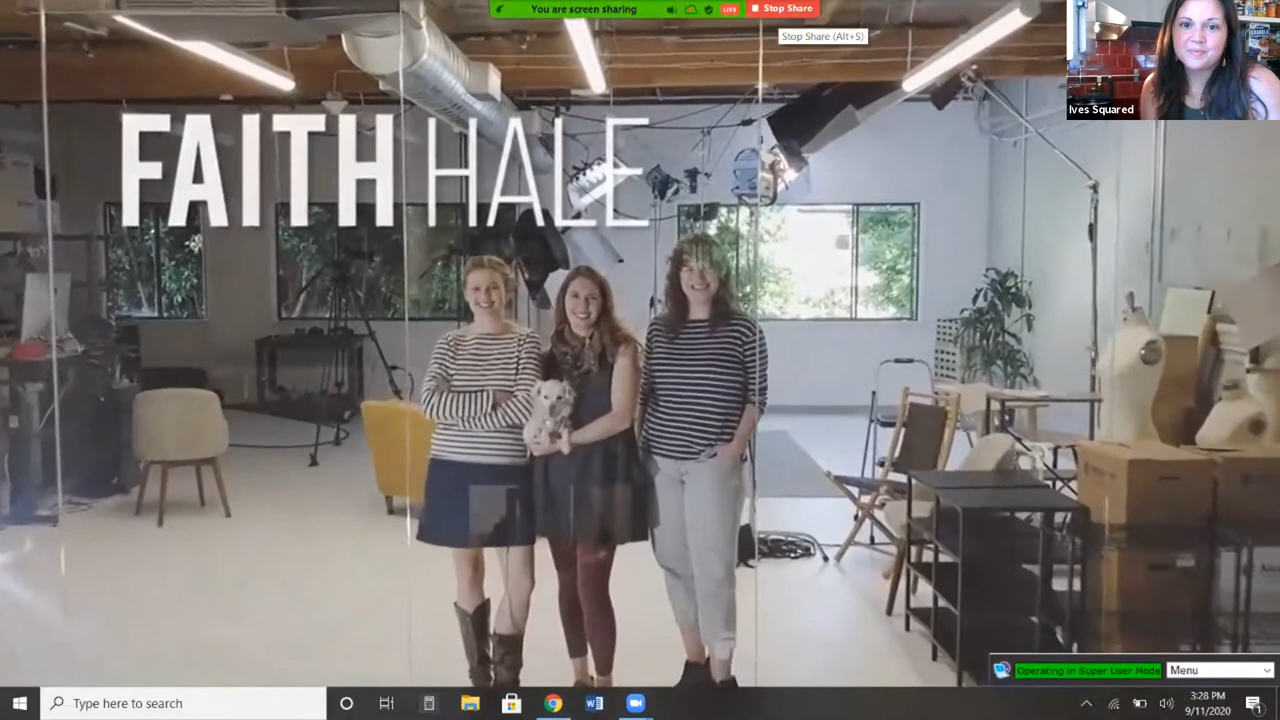 You are screen sharing
LIVE
Stop Share
Stop Share (Alt+S)
Ives Squared
FAITH HALE
Operating in Super User Mode
Menu
Type here to search
3:28 PM
9/11/2020
1